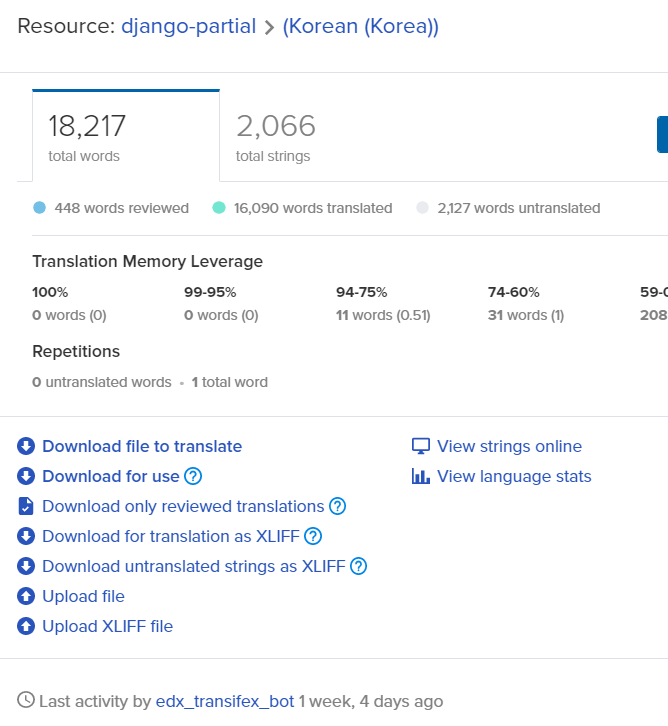 Resource: django-partial > (Korean (Korea))
18,217
total words
2,066
total strings
448 words reviewed 16,090 words translated 2,127 words untranslated
Translation Memory Leverage
100% 99-95% 94-75% 74-60% 59-0
0 words (0) 0 words (0) 11 words (0.51) 31 words (1) 208
Repetitions
0 untranslated words • 1 total word
Download file to translate
Download for use ?
Download only reviewed translations ?
Download for translation as XLIFF ?
Download untranslated strings as XLIFF ?
Upload file
Upload XLIFF file
View strings online
View language stats
Last activity by edx_transifex_bot 1 week, 4 days ago